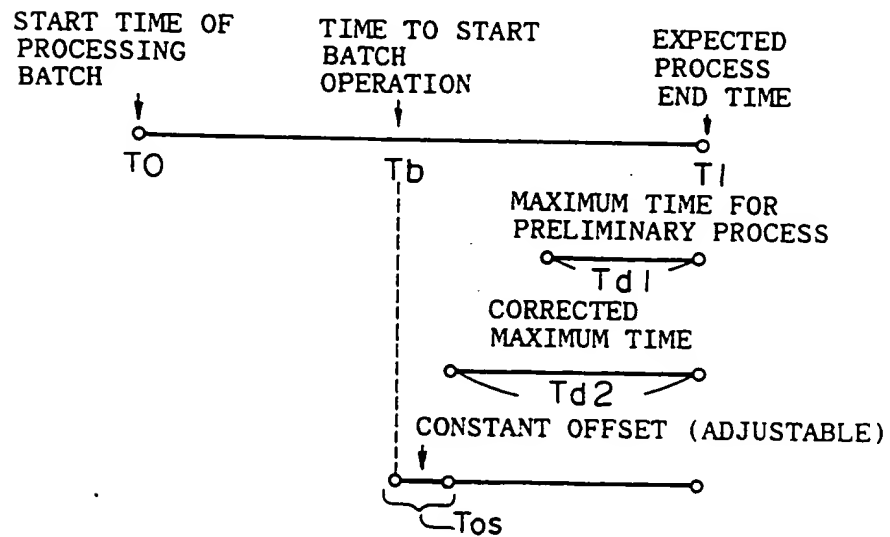 START TIME OF
PROCESSING
BATCH
TIME TO START
BATCH
OPERATION
EXPECTED
PROCESS
END TIME
T0
Tb
T1
MAXIMUM TIME FOR
PRELIMINARY PROCESS
Td1
CORRECTED
MAXIMUM TIME
Td2
CONSTANT OFFSET (ADJUSTABLE)
Tos